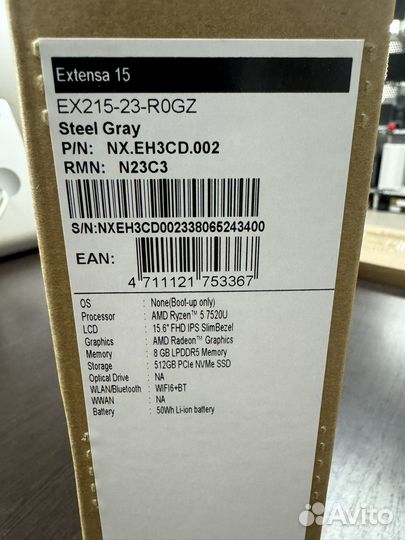 Extensa 15
EX215-23-R0GZ
Steel Gray
P/N: NX.EH3CD.002
RMN: N23C3
S/N:NXEH3CD002338065243400
EAN:
4 711121 753367
OS : None(Boot-up only)
Processor : AMD Ryzen™ 5 7520U
LCD : 15.6" FHD IPS SlimBezel
Graphics : AMD Radeon™ Graphics
Memory : 8 GB LPDDR5 Memory
Storage : 512GB PCIe NVMe SSD
Optical Drive : NA
WLAN/Bluetooth : WIFI6+BT
WWAN : NA
Battery : 50Wh Li-ion battery
Avito